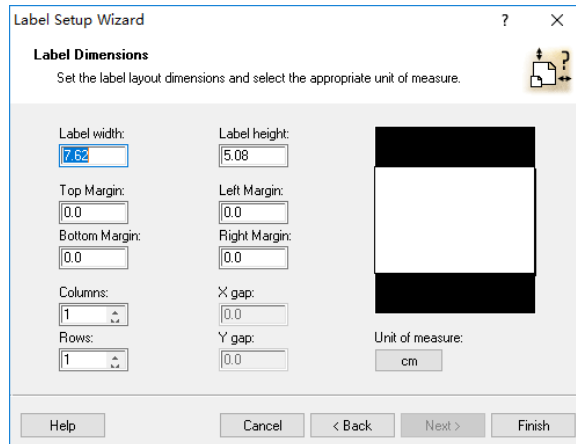 Label Setup Wizard ?
Label Dimensions
Set the label layout dimensions and select the appropriate unit of measure.
?
Label width: Label height:
7.62 5.08
Top Margin: Left Margin:
0.0 0.0
Bottom Margin: Right Margin:
0.0 0.0
Columns: X gap:
1 0.0
Rows: Y gap: Unit of measure:
1 0.0 cm
Help Cancel < Back Next > Finish